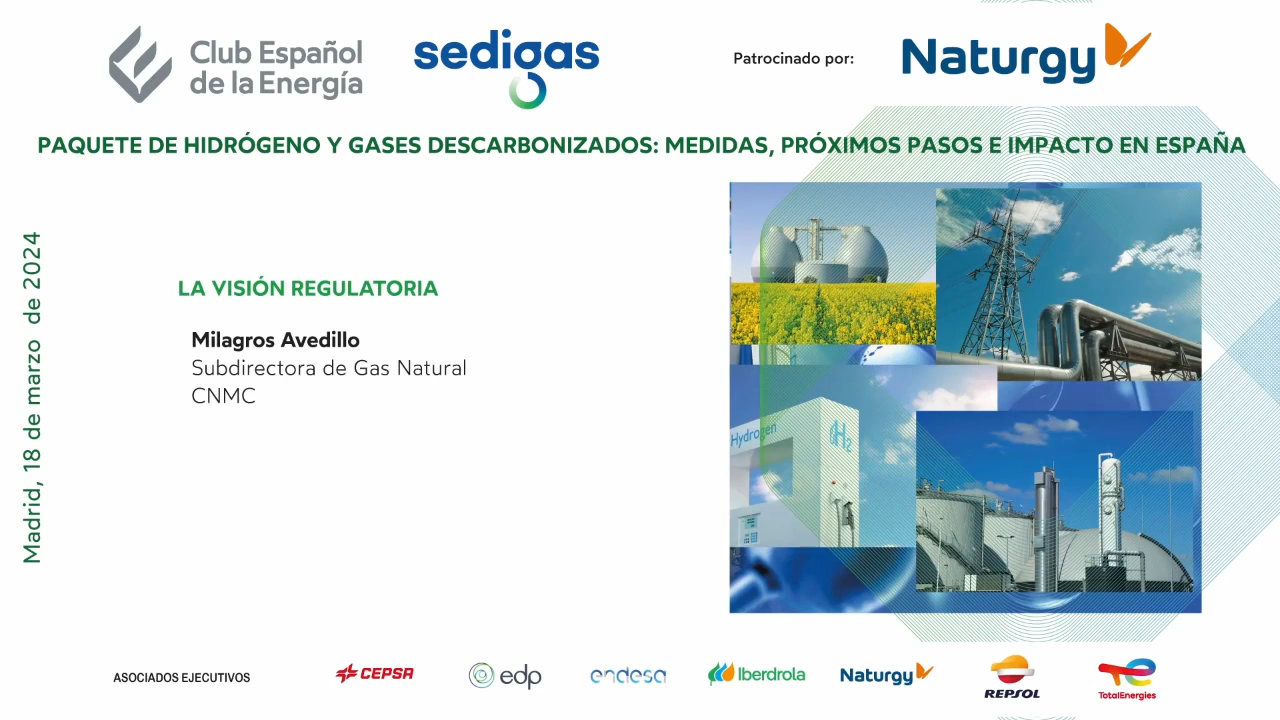 Club Español
de la Energía
sedigas
Patrocinado por:
Naturgy
PAQUETE DE HIDRÓGENO Y GASES DESCARBONIZADOS: MEDIDAS, PRÓXIMOS PASOS E IMPACTO EN ESPAÑA
Madrid, 18 de marzo de 2024
LA VISIÓN REGULATORIA
Milagros Avedillo
Subdirectora de Gas Natural
CNMC
Hydrogen
H2
ASOCIADOS EJECUTIVOS
CEPSA
edp
endesa
Iberdrola
Naturgy
REPSOL
TotalEnergies